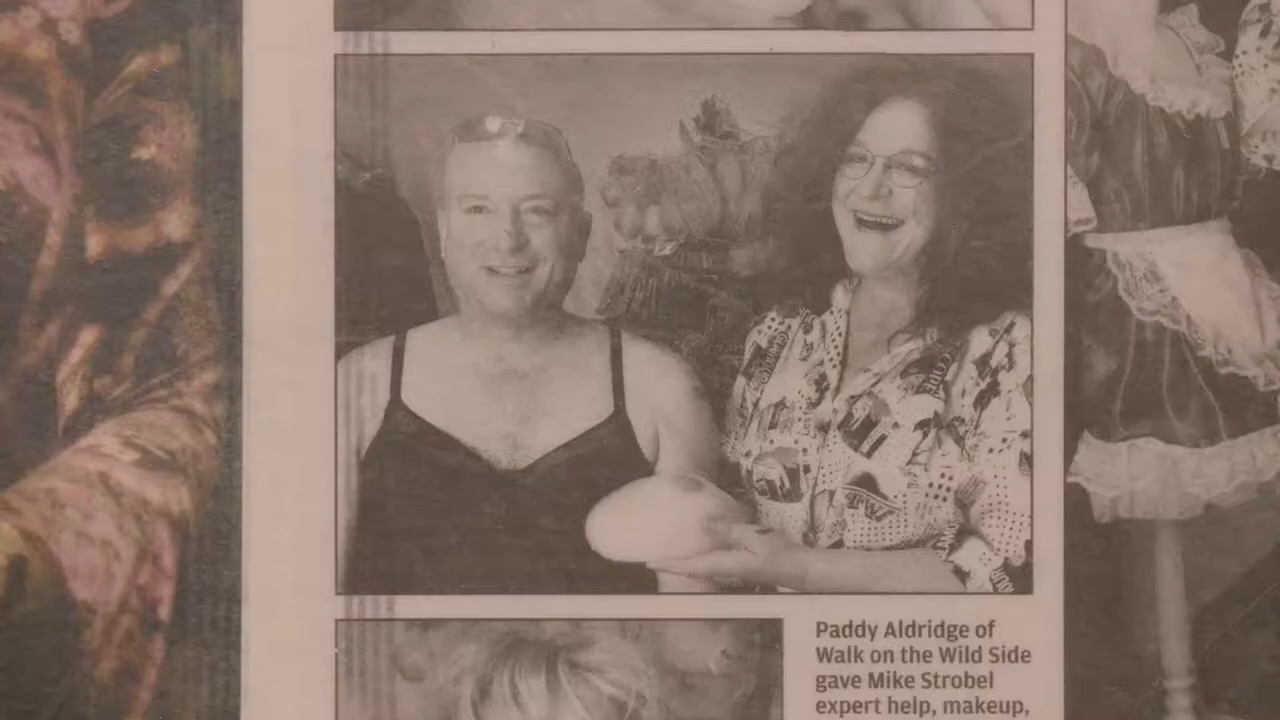 Paddy Aldridge of
Walk on the Wild Side
gave Mike Strobel
expert help, makeup,